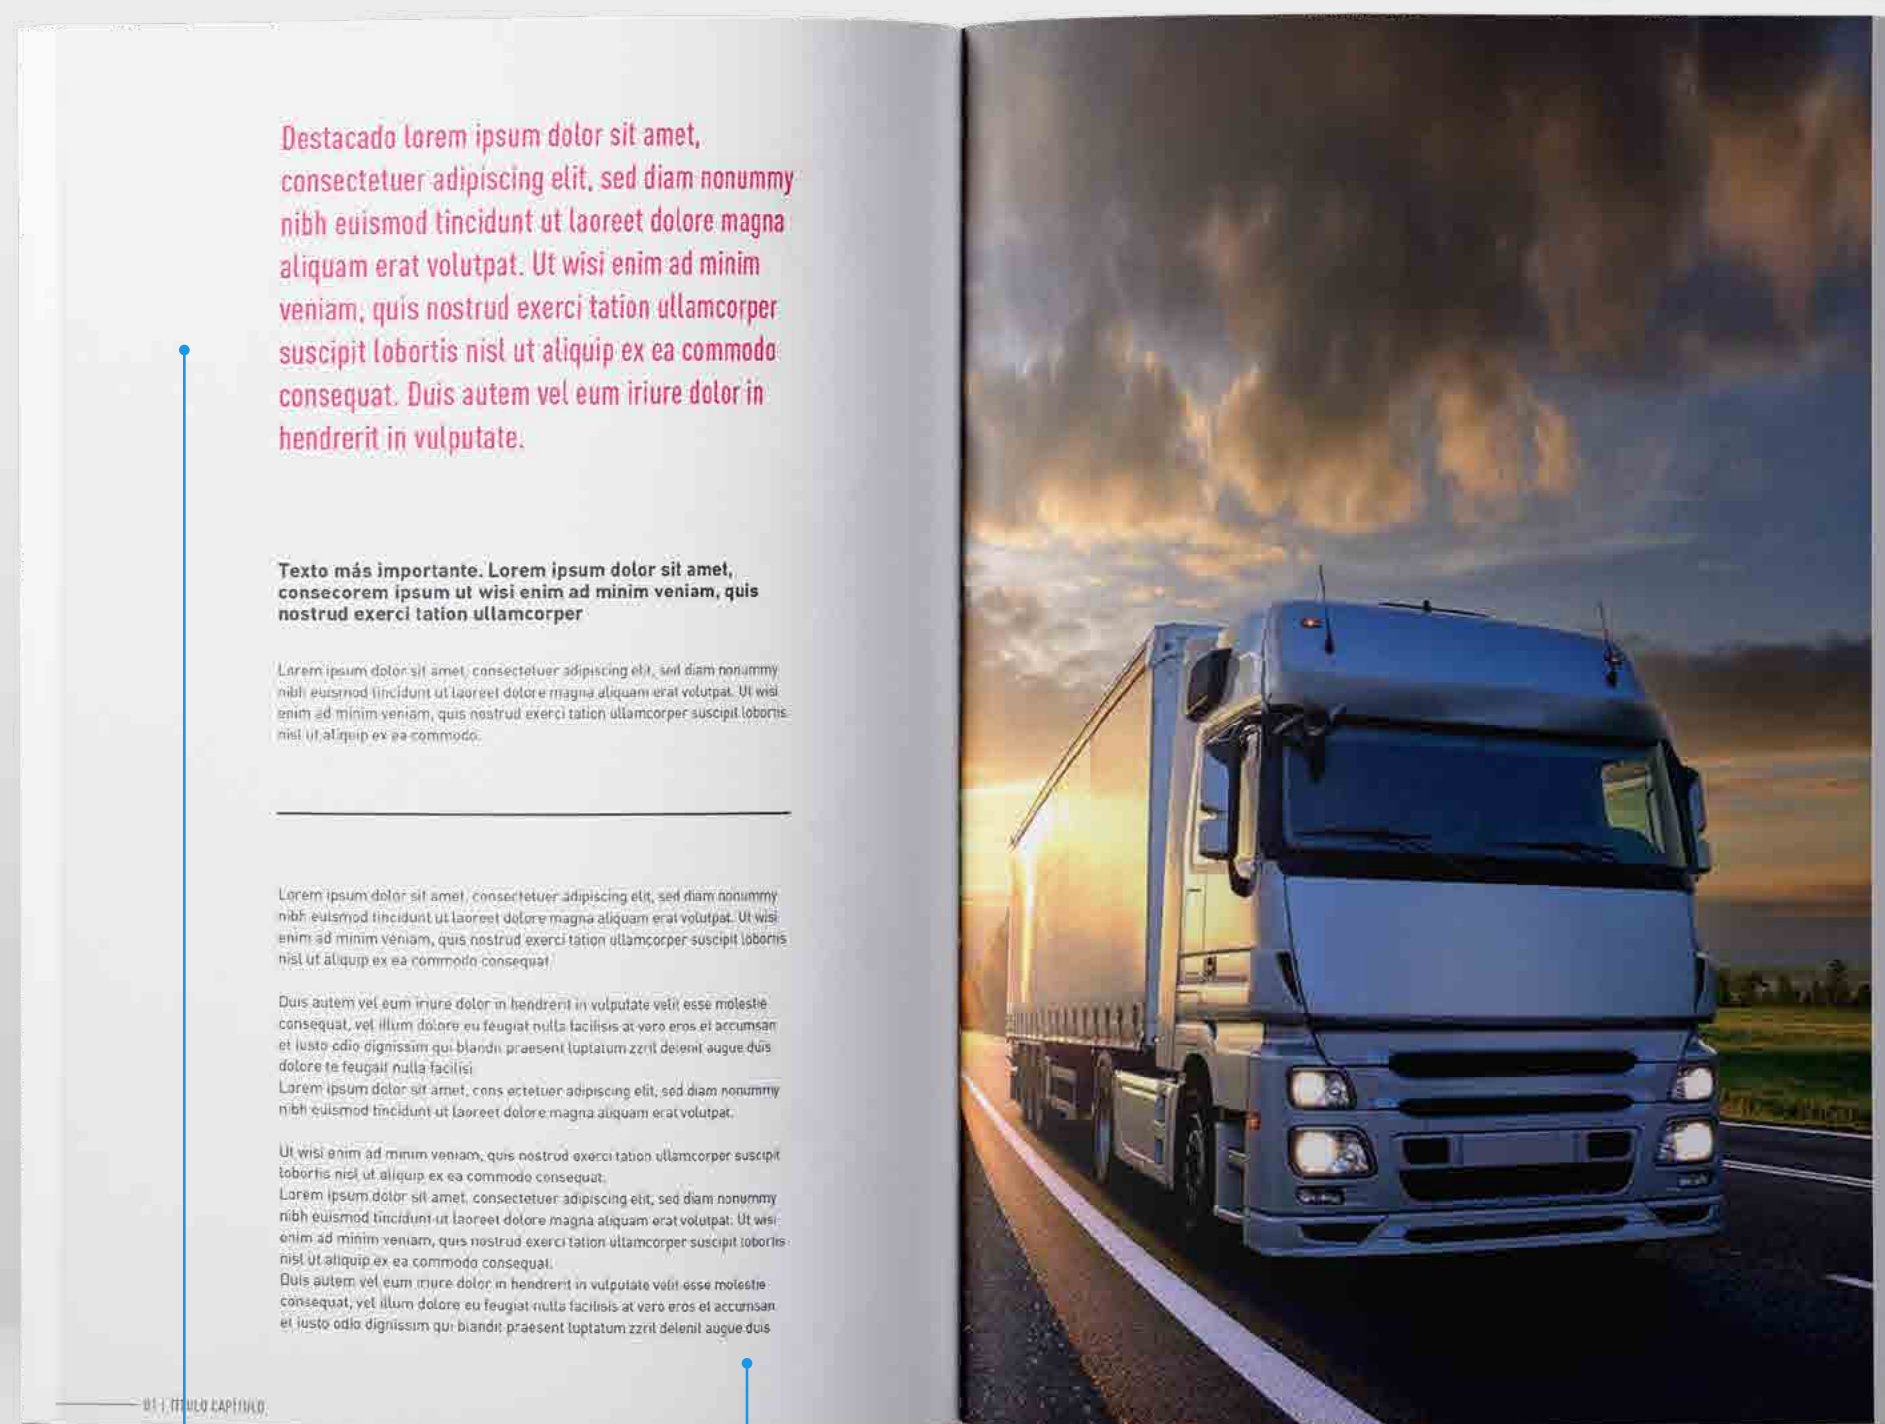 Destacado lorem ipsum dolor sit amet,
consectetuer adipiscing elit, sed diam nonummy
nibh euismod tincidunt ut laoreet dolore magna
aliquam erat volutpat. Ut wisi enim ad minim
veniam, quis nostrud exerci tation ullamcorper
suscipit lobortis nisl ut aliquip ex ea commodo
consequat. Duis autem vel eum iriure dolor in
hendrerit in vulputate.
Texto más importante. Lorem ipsum dolor sit amet,
consecorem ipsum ut wisi enim ad minim veniam, quis
nostrud exerci tation ullamcorper
Lorem ipsum dolor sit amet, consectetuer adipiscing elit, sed diam nonummy
nibh euismod tincidunt ut laoreet dolore magna aliquam erat volutpat. Ut wisi
enim ad minim veniam, quis nostrud exerci tation ullamcorper suscipit lobortis
nisl ut aliquip ex ea commodo.
Lorem ipsum dolor sit amet, consectetuer adipiscing elit, sed diam nonummy
nibh euismod tincidunt ut laoreet dolore magna aliquam erat volutpat. Ut wisi
enim ad minim veniam, quis nostrud exerci tation ullamcorper suscipit lobortis
nisl ut aliquip ex ea commodo consequat
Duis autem vel eum iriure dolor in hendrerit in vulputate velit esse molestie
consequat, vel illum dolore eu feugiat nulla facilisis at vero eros et accumsan
et iusto odio dignissim qui blandit praesent luptatum zzril delenit augue duis
dolore te feugait nulla facilisi
Lorem ipsum dolor sit amet, cons ectetuer adipiscing elit, sed diam nonummy
nibh euismod tincidunt ut laoreet dolore magna aliquam erat volutpat.
Ut wisi enim ad minim veniam, quis nostrud exerci tation ullamcorper suscipit
lobortis nisl ut aliquip ex ea commodo consequat.
Lorem ipsum dolor sit amet, consectetuer adipiscing elit, sed diam nonummy
nibh euismod tincidunt ut laoreet dolore magna aliquam erat volutpat. Ut wisi
enim ad minim veniam, quis nostrud exerci tation ullamcorper suscipit lobortis
nisl ut aliquip ex ea commodo consequat.
Duis autem vel eum iriure dolor in hendrerit in vulputate velit esse molestie
consequat, vel illum dolore eu feugiat nulla facilisis at vero eros et accumsan
et iusto odio dignissim qui blandit praesent luptatum zzril delenit augue duis
01 | TÍTULO CAPÍTULO